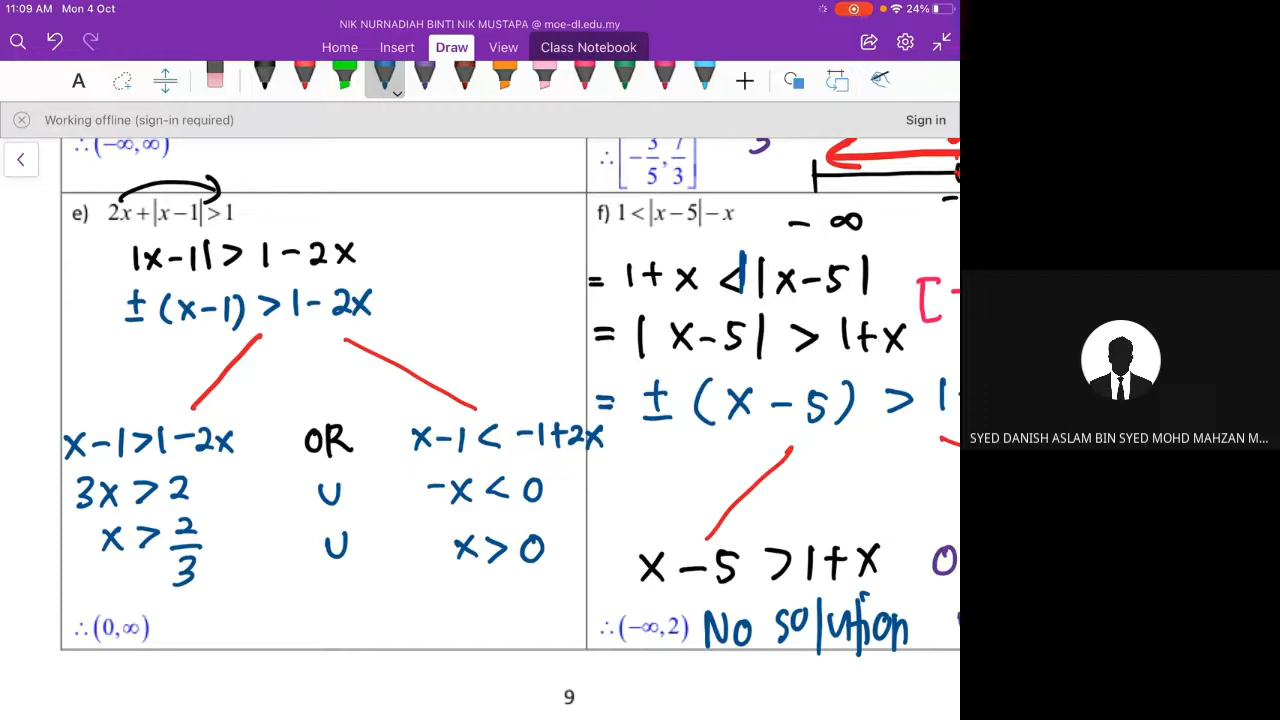 11:09 AM Mon 4 Oct
24%
NIK NURNADIAH BINTI NIK MUSTAPA @ moe-dl.edu.my
Home Insert Draw View Class Notebook
A
Working offline (sign-in required)
Sign in
∴(-∞,∞)
∴[-3/5, 7/3]
e) 2x+|x-1|>1
|x-1| > 1-2x
±(x-1) > 1-2x
x-1>1-2x OR x-1 < -1+2x
3x > 2 U -x < 0
x > 2/3 U x > 0
∴(0,∞)
f) 1<|x-5|-x
- ∞
= 1+x < |x-5|
= |x-5| > 1+x
= ±(x-5) > 1
x-5 >1+x
∴(-∞,2) No solution
9
SYED DANISH ASLAM BIN SYED MOHD MAHZAN M...